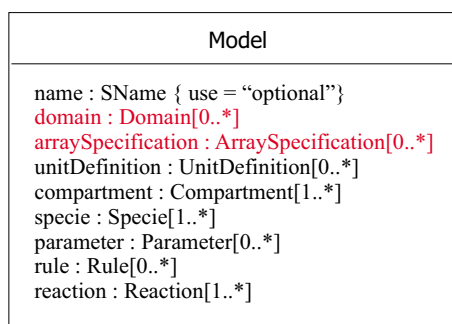 Model
name : SName { use = “optional”}
domain : Domain[0..*]
arraySpecification : ArraySpecification[0..*]
unitDefinition : UnitDefinition[0..*]
compartment : Compartment[1..*]
specie : Specie[1..*]
parameter : Parameter[0..*]
rule : Rule[0..*]
reaction : Reaction[1..*]